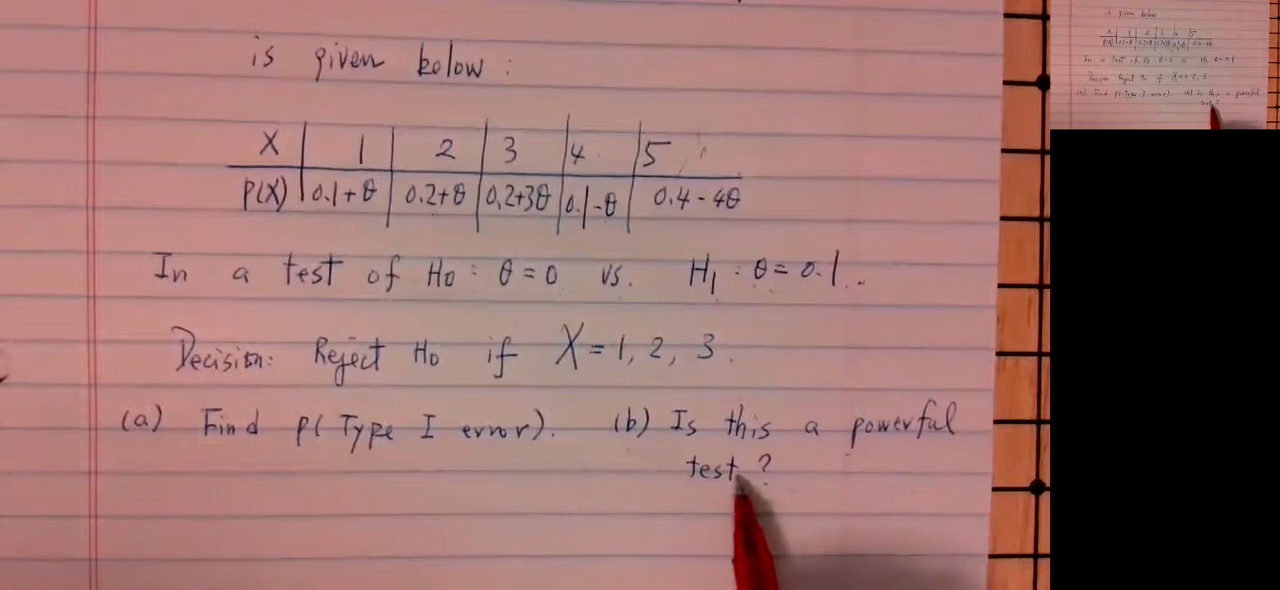 is given below:
X 1 2 3 4 5
P(X) 0.1+θ 0.2+θ 0.2+3θ 0.1-θ 0.4-4θ
In a test of H0: θ=0 vs. H1: θ=0.1.
Decision: Reject H0 if X=1, 2, 3.
(a) Find P(Type I error). (b) Is this a powerful
test?